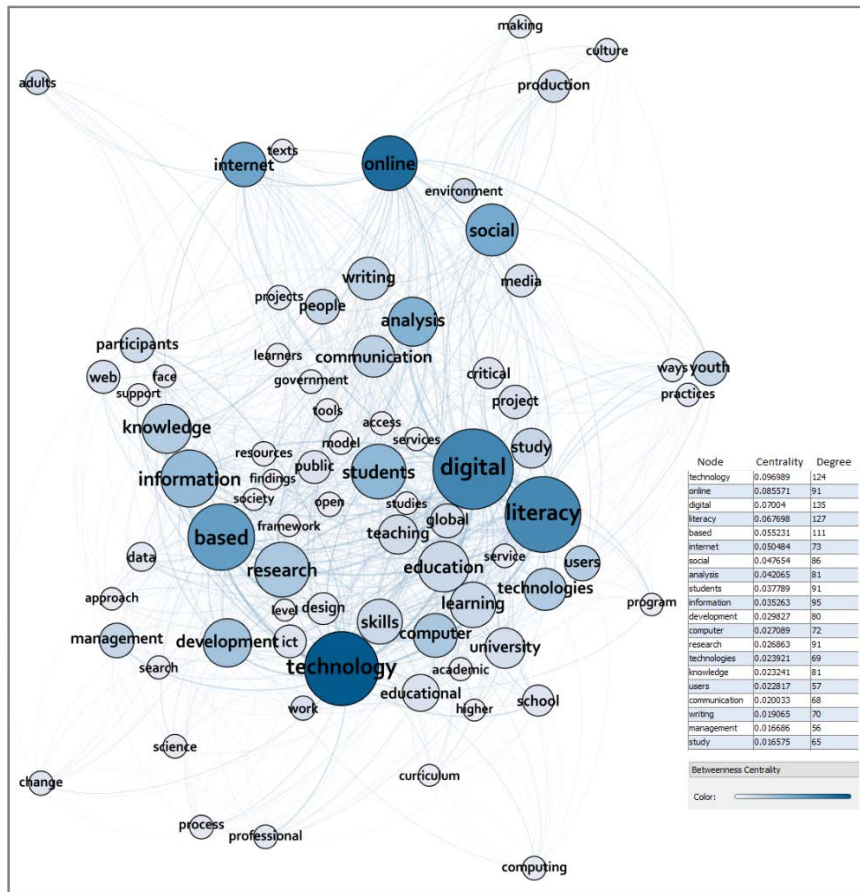 making
culture
adults
production
texts
internet
online
environment
social
writing
media
projects
people
analysis
participants
communication
learners
ways
youth
web
face
government
critical
support
practices
project
knowledge
tools
access
model
services
study
resources
digital
information
findings
public
students
society
open
studies
literacy
global
framework
based
teaching
data
service
users
research
education
technologies
approach
level
design
learning
program
management
development
ict
skills
computer
university
search
technology
academic
educational
school
work
higher
science
change
curriculum
process
professional
computing
Node Centrality Degree
technology 0.096989 124
online 0.085571 91
digital 0.07004 135
literacy 0.067698 127
based 0.055231 111
internet 0.050484 73
social 0.047654 86
analysis 0.042065 81
students 0.037789 91
information 0.035263 95
development 0.029827 80
computer 0.027089 72
research 0.026863 91
technologies 0.023921 69
knowledge 0.023241 81
users 0.022817 57
communication 0.020033 68
writing 0.019065 70
management 0.016686 56
study 0.016575 65
Betweenness Centrality
Color: